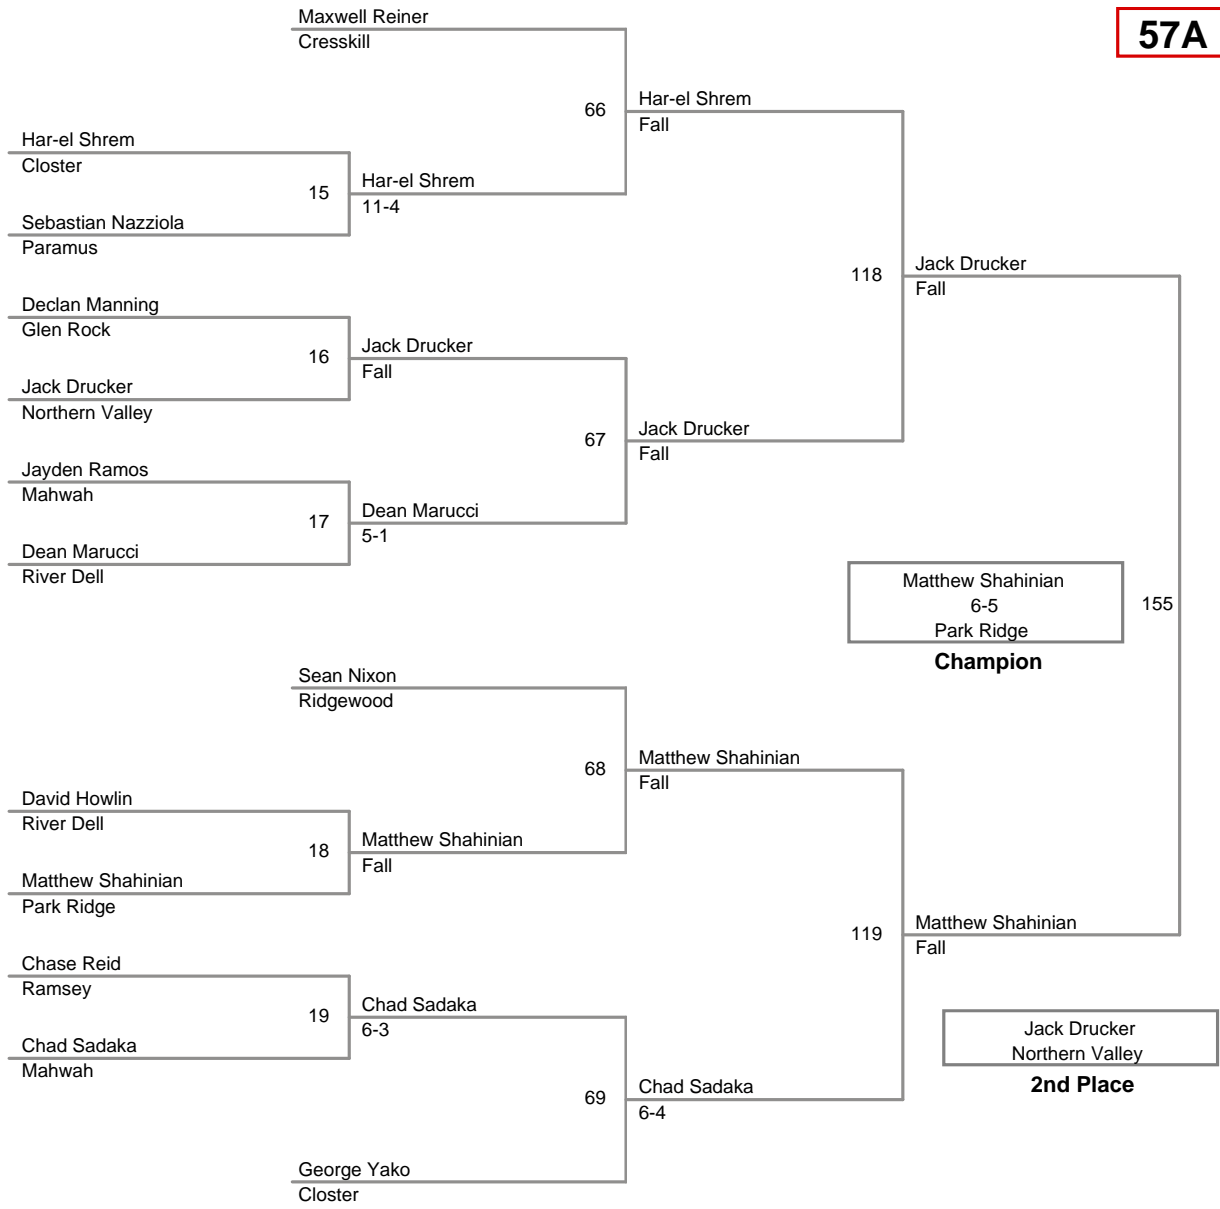 Maxwell Reiner
Cresskill
57A
66
Har-el Shrem
Fall
Har-el Shrem
Closter
15
Har-el Shrem
11-4
Sebastian Nazziola
Paramus
118
Jack Drucker
Fall
Declan Manning
Glen Rock
16
Jack Drucker
Fall
Jack Drucker
Northern Valley
67
Jack Drucker
Fall
Jayden Ramos
Mahwah
17
Dean Marucci
5-1
Dean Marucci
River Dell
Matthew Shahinian
6-5
Park Ridge
Champion
155
Sean Nixon
Ridgewood
68
Matthew Shahinian
Fall
David Howlin
River Dell
18
Matthew Shahinian
Fall
Matthew Shahinian
Park Ridge
119
Matthew Shahinian
Fall
Chase Reid
Ramsey
19
Chad Sadaka
6-3
Chad Sadaka
Mahwah
Jack Drucker
Northern Valley
2nd Place
69
Chad Sadaka
6-4
George Yako
Closter